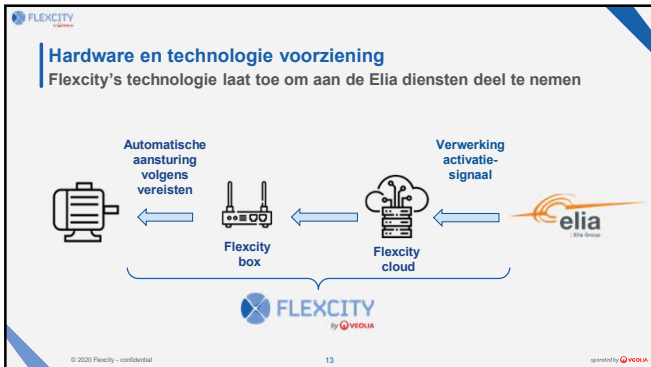 FLEXCITY
by VEOLIA
Hardware en technologie voorziening
Flexcity's technologie laat toe om aan de Elia diensten deel te nemen
Automatische
aansturing
volgens
vereisten
Verwerking
activatie-
signaal
elia
Elia Group
Flexcity
box
Flexcity
cloud
FLEXCITY
by VEOLIA
© 2020 Flexcity - confidential
13
operated by VEOLIA